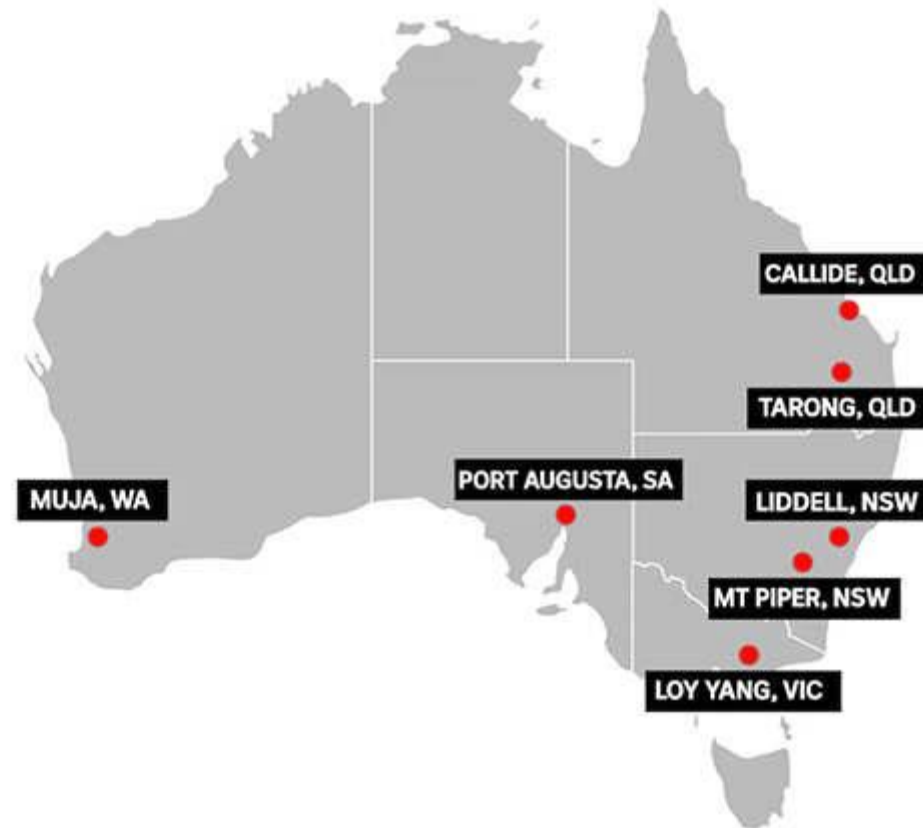 CALLIDE, QLD
TARONG, QLD
PORT AUGUSTA, SA
MUJA, WA
LIDDELL, NSW
MT PIPER, NSW
LOY YANG, VIC